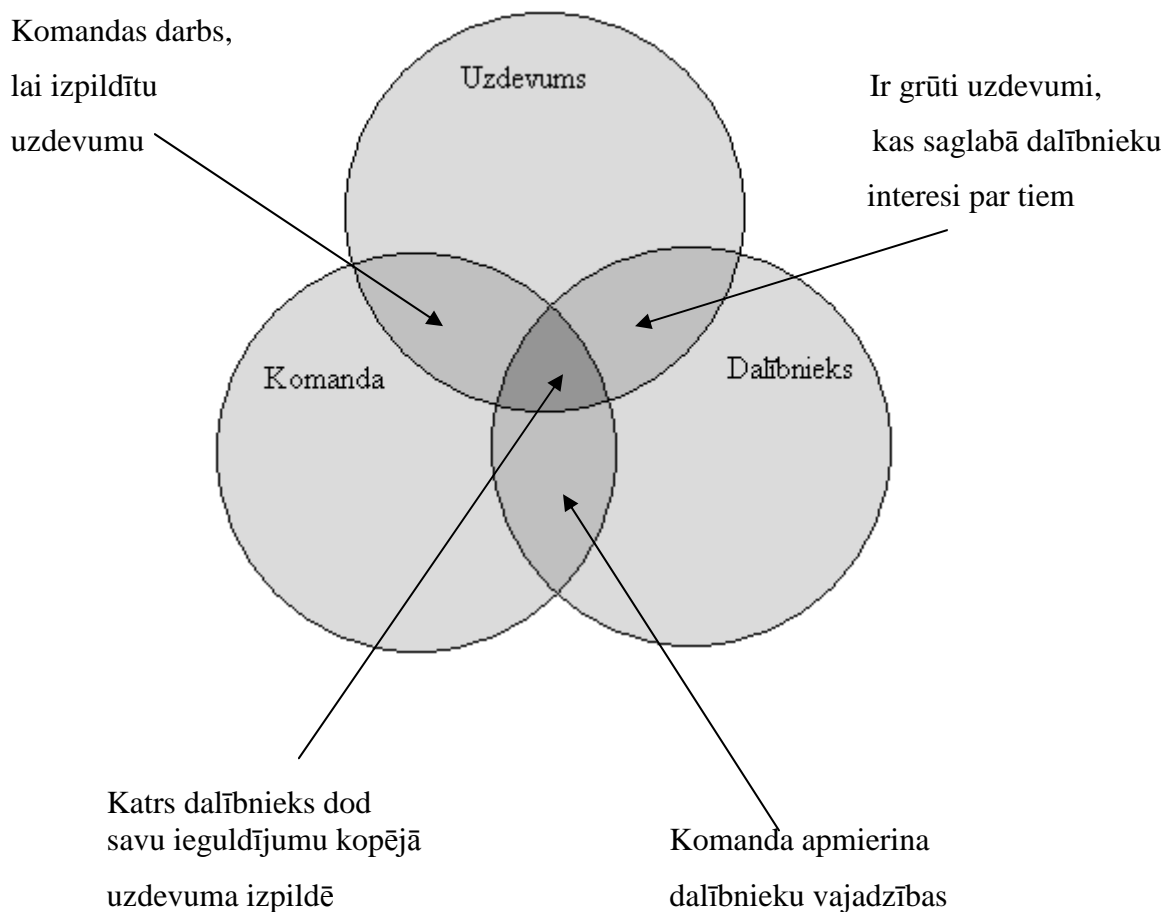 Komandas darbs,
lai izpildītu
uzdevumu
Uzdevums
Ir grūti uzdevumi,
kas saglabā dalībnieku
interesi par tiem
Komanda
Dalībnieks
Katrs dalībnieks dod
savu ieguldījumu kopējā
uzdevuma izpildē
Komanda apmierina
dalībnieku vajadzības